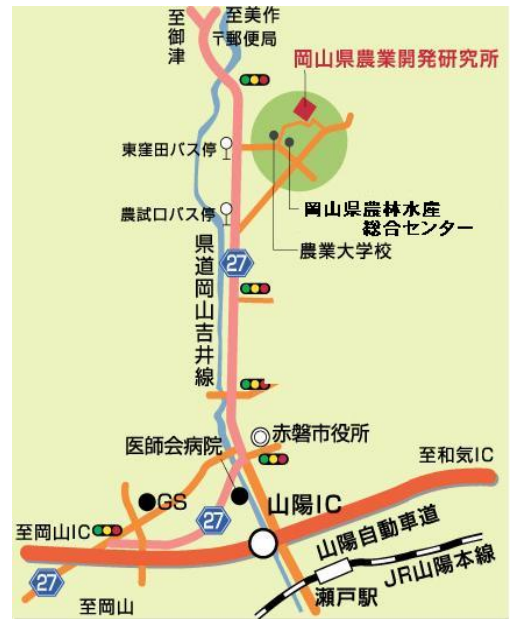 至美作
至御津
〒郵便局
岡山県農業開発研究所
東窪田バス停
岡山県農林水産
総合センター
農試口バス停
農業大学校
27
県道岡山吉井線
赤磐市役所
医師会病院
至和気IC
GS
山陽IC
27
至岡山IC
山陽自動車道
JR山陽本線
27
瀬戸駅
至岡山